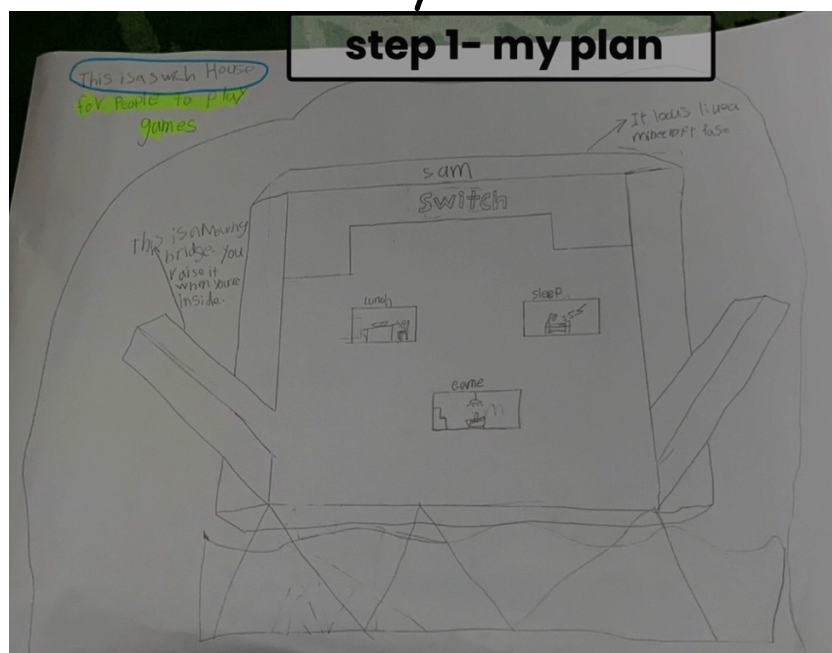 step 1- my plan
This is a swich House
for People to play
games
It looks like a
minecroft fase
sam
switch
This is a Moving
bridge. You
raise it
when you're
inside.
lunch
sleep
Game